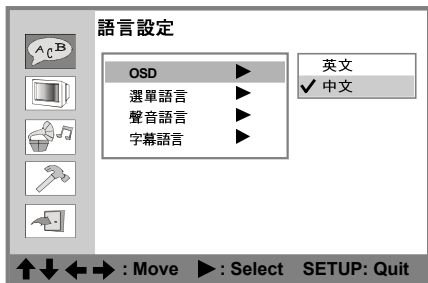 語言設定
ACB
OSD
選單語言
聲音語言
字幕語言
英文
✓ 中文
: Move ▶ : Select SETUP: Quit